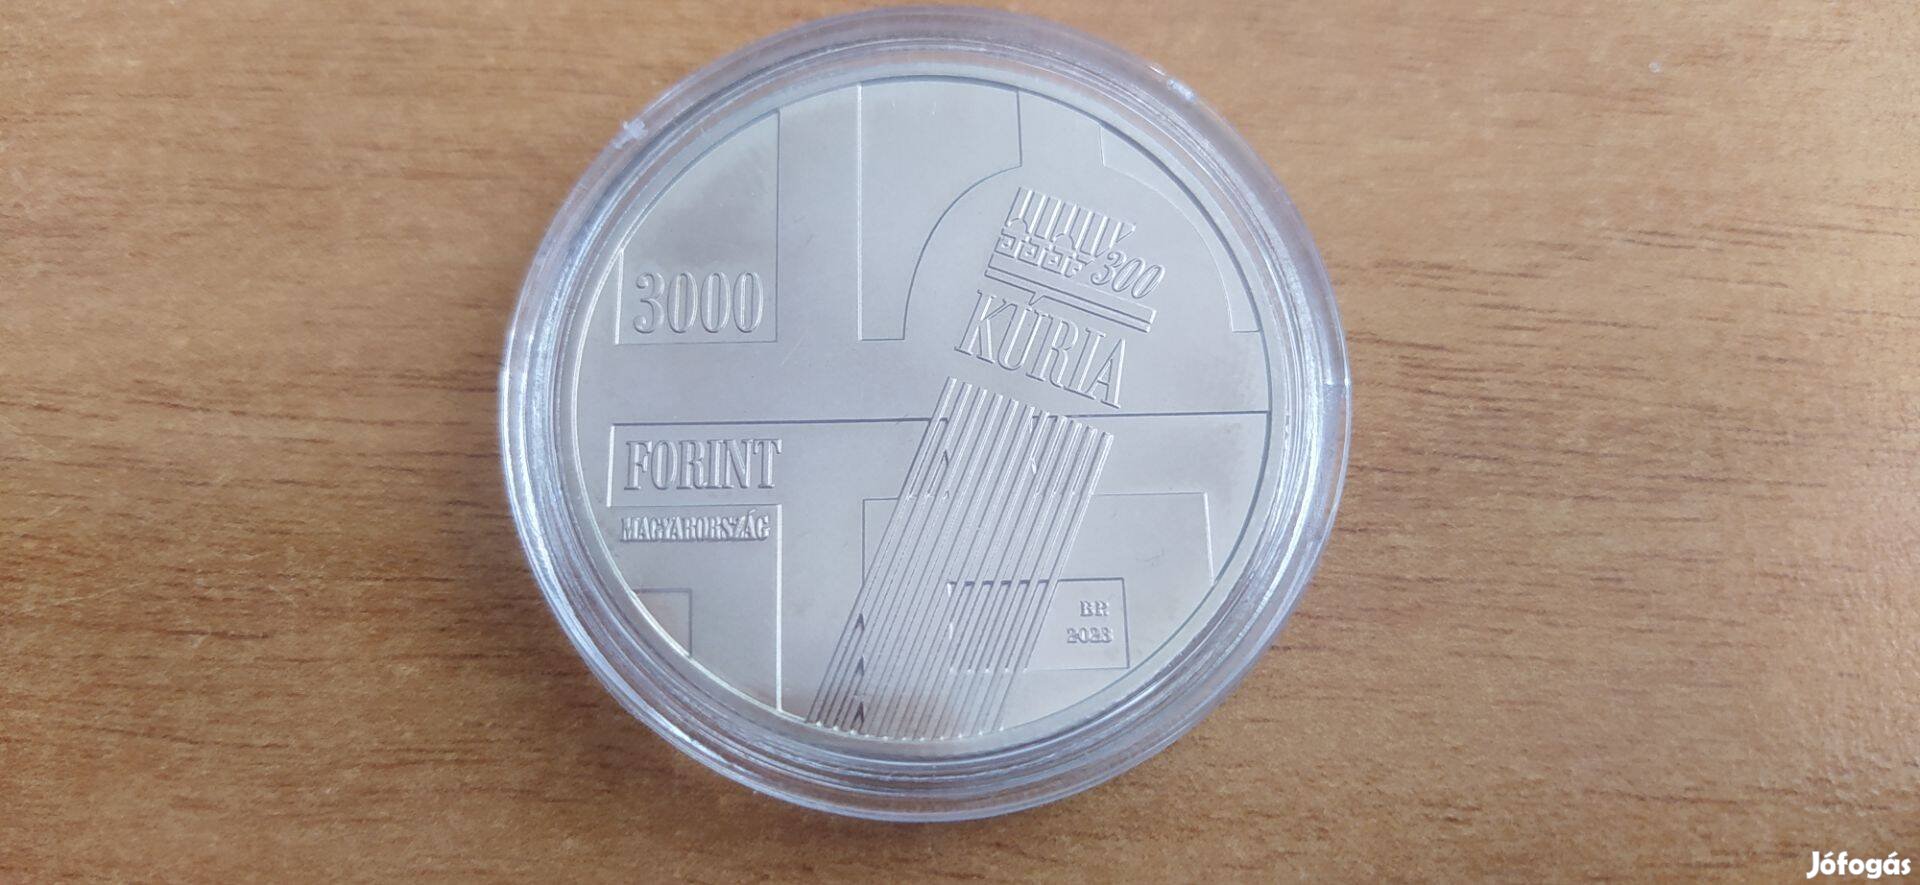 300
KÚRIA
3000
FORINT
MAGYARORSZÁG
BP.
2023
Jófogás